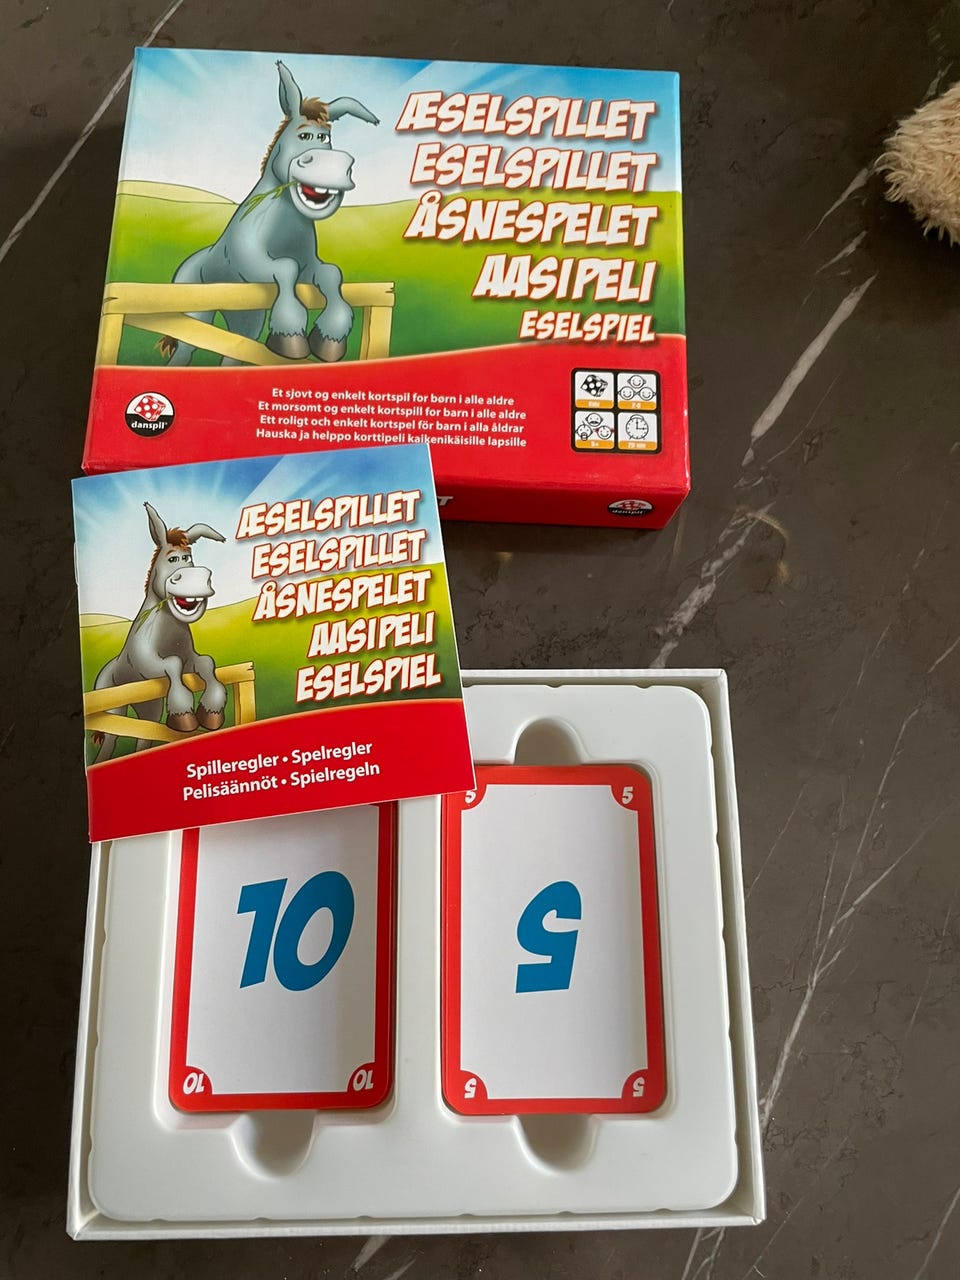 ÆSELSPILLET
ESELSPILLET
ÅSNESPELET
AASIPELI
ESELSPIEL
Et sjovt og enkelt kortspil for børn i alle aldre
Et morsomt og enkelt kortspill for barn i alle aldre
Ett roligt och enkelt kortspel för barn i alla åldrar
Hauska ja helppo korttipeli kaikenikäisille lapsille
danspil
danspil
ÆSELSPILLET
ESELSPILLET
ÅSNESPELET
AASIPELI
ESELSPIEL
Spilleregler • Spelregler
Pelisäännöt • Spielregeln
5 5
10
5
10 10
5 5